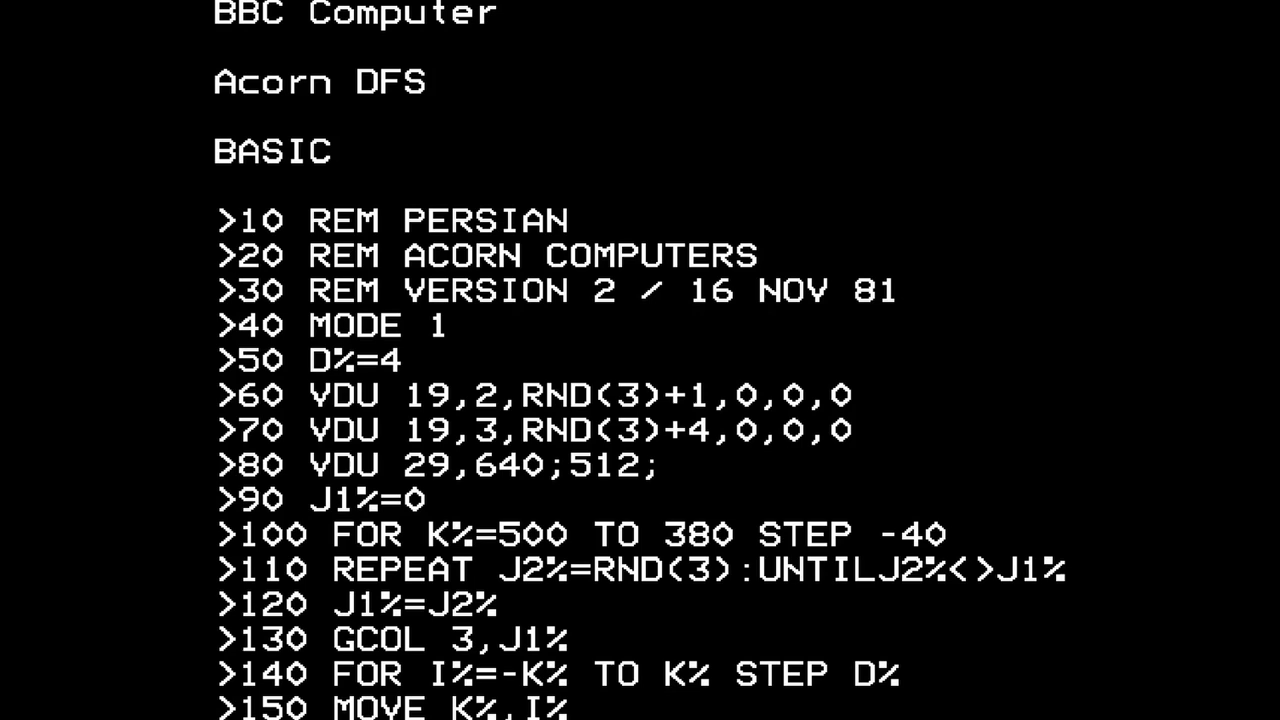 BBC Computer
Acorn DFS
BASIC
>10 REM PERSIAN
>20 REM ACORN COMPUTERS
>30 REM VERSION 2 / 16 NOV 81
>40 MODE 1
>50 D%=4
>60 VDU 19,2,RND(3)+1,0,0,0
>70 VDU 19,3,RND(3)+4,0,0,0
>80 VDU 29,640;512;
>90 J1%=0
>100 FOR K%=500 TO 380 STEP -40
>110 REPEAT J2%=RND(3):UNTILJ2%<>J1%
>120 J1%=J2%
>130 GCOL 3,J1%
>140 FOR I%=-K% TO K% STEP D%
>150 MOVE K%,I%